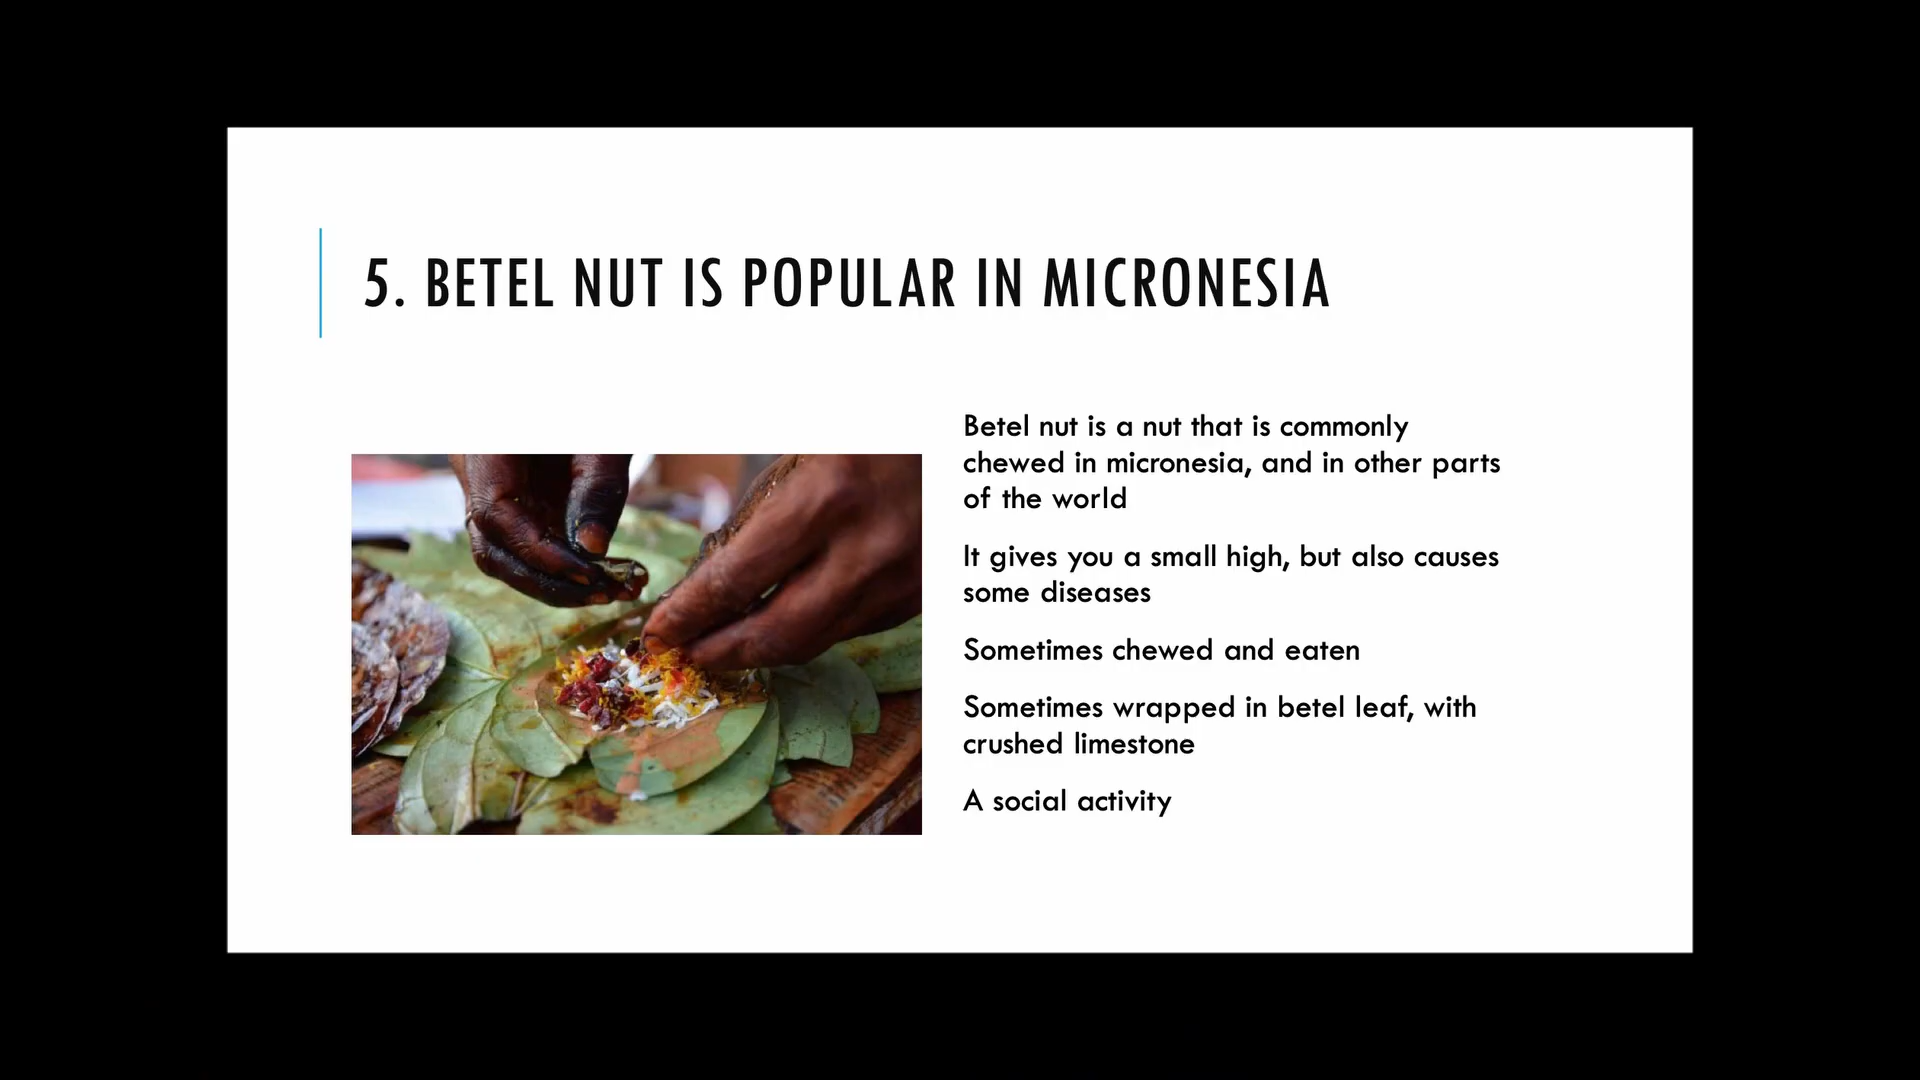 5. BETEL NUT IS POPULAR IN MICRONESIA
Betel nut is a nut that is commonly
chewed in micronesia, and in other parts
of the world
It gives you a small high, but also causes
some diseases
Sometimes chewed and eaten
Sometimes wrapped in betel leaf, with
crushed limestone
A social activity